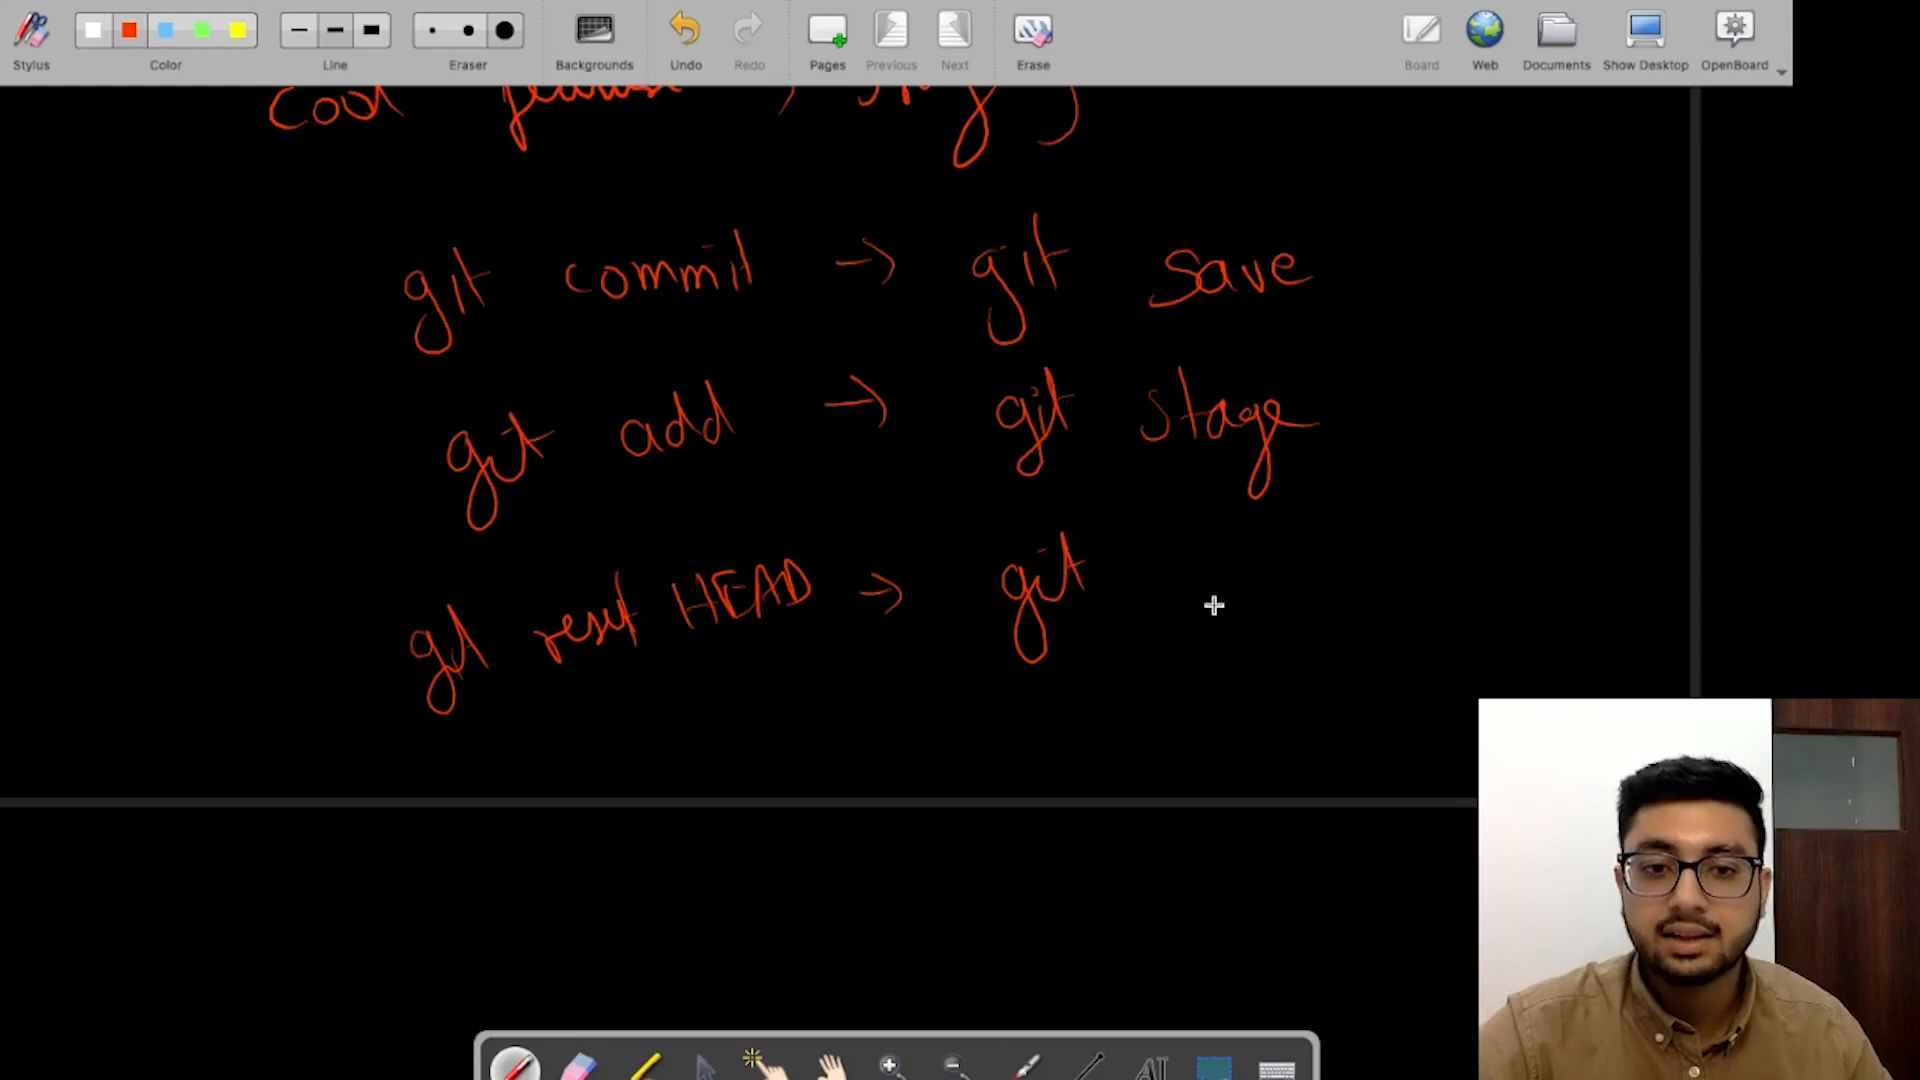 Stylus Color Line Eraser Backgrounds Undo Redo Pages Previous Next Erase Board Web Documents Show Desktop OpenBoard
cool
git commit → git save
git add → git stage
git reset HEAD → git